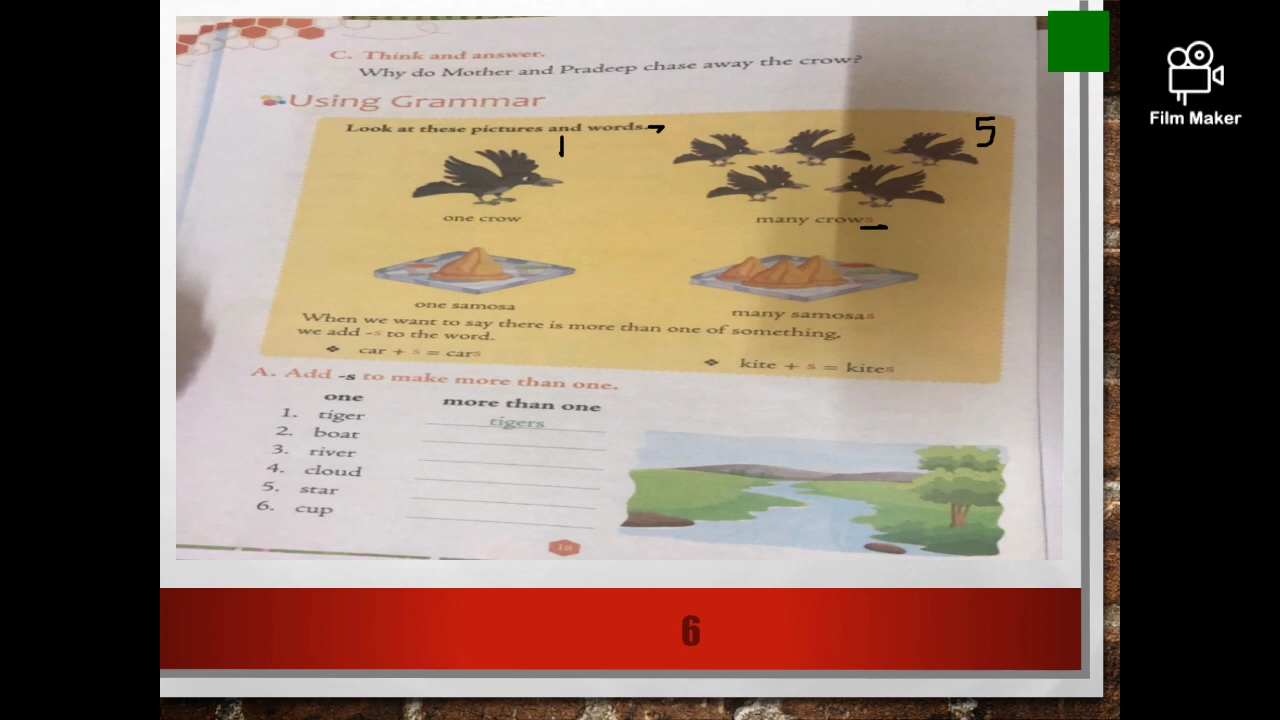 C. Think and answer.
Why do Mother and Pradeep chase away the crow?
Using Grammar
Look at these pictures and words.
1
5
one crow
many crows
one samosa
many samosas
When we want to say there is more than one of something,
we add -s to the word.
❖ car + s = cars
❖ kite + s = kites
A. Add -s to make more than one.
one
more than one
1. tiger
tigers
2. boat
3. river
4. cloud
5. star
6. cup
18
6
Film Maker